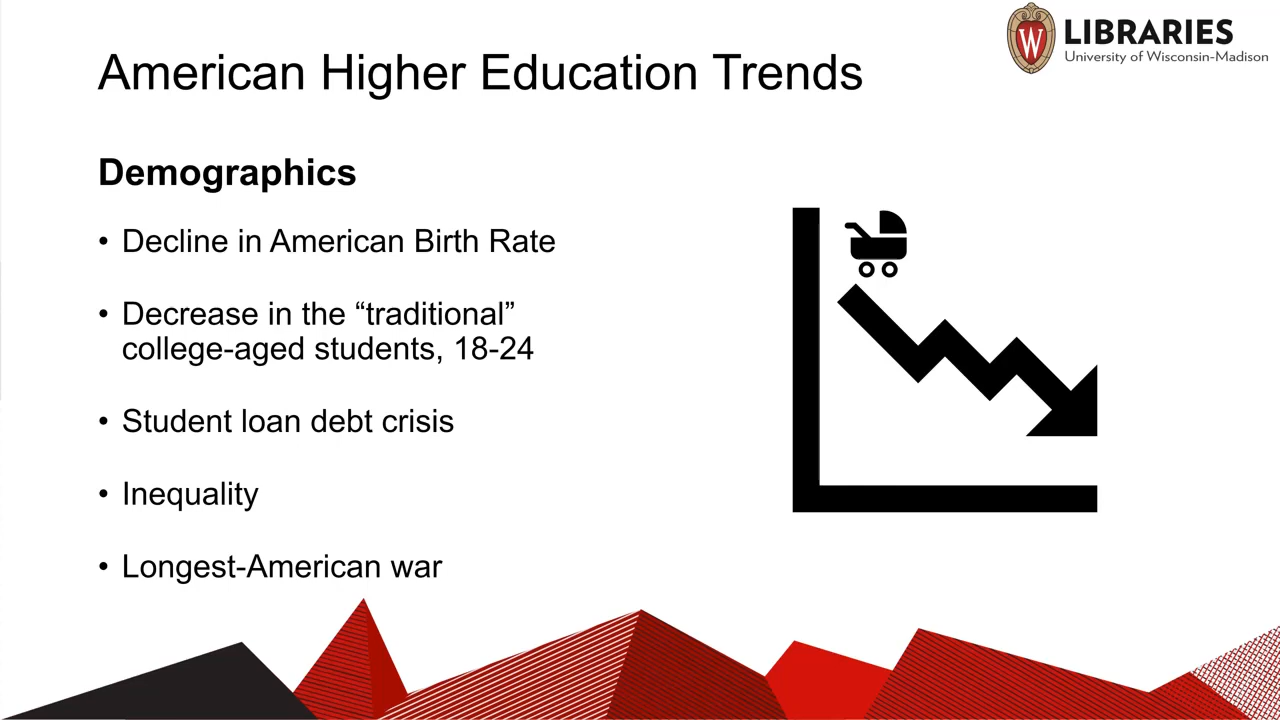 W LIBRARIES
University of Wisconsin-Madison
American Higher Education Trends
Demographics
• Decline in American Birth Rate
• Decrease in the “traditional”
college-aged students, 18-24
• Student loan debt crisis
• Inequality
• Longest-American war